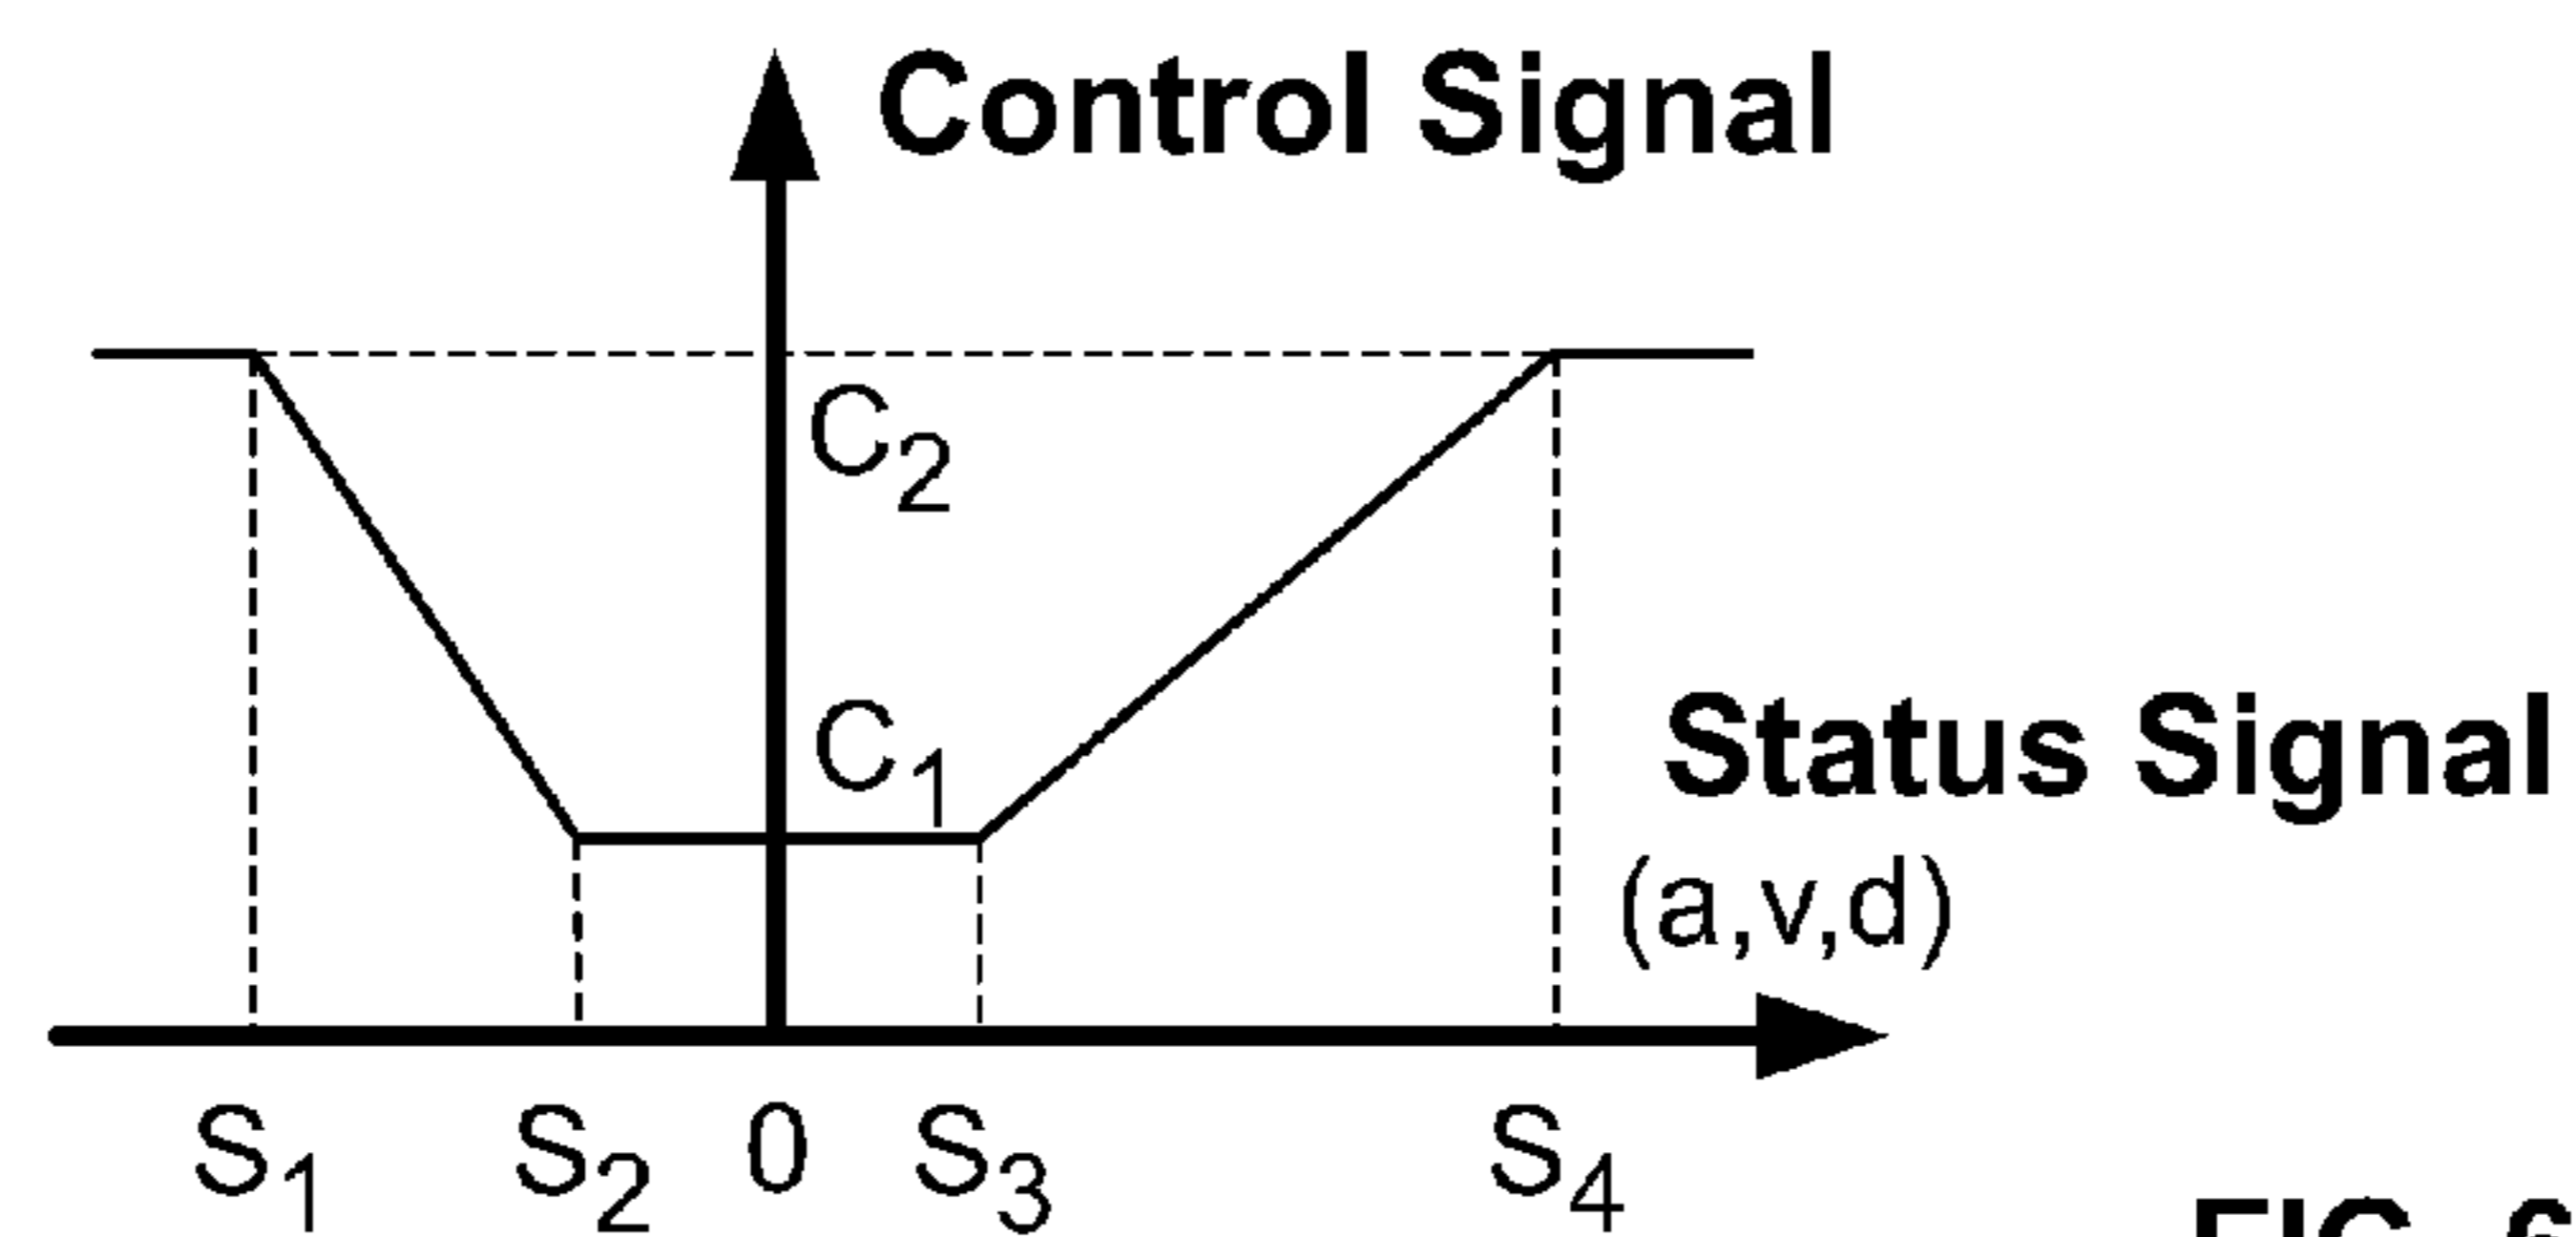 Control Signal
C₂
C₁
Status Signal
(a,v,d)
S₁ S₂ 0 S₃ S₄